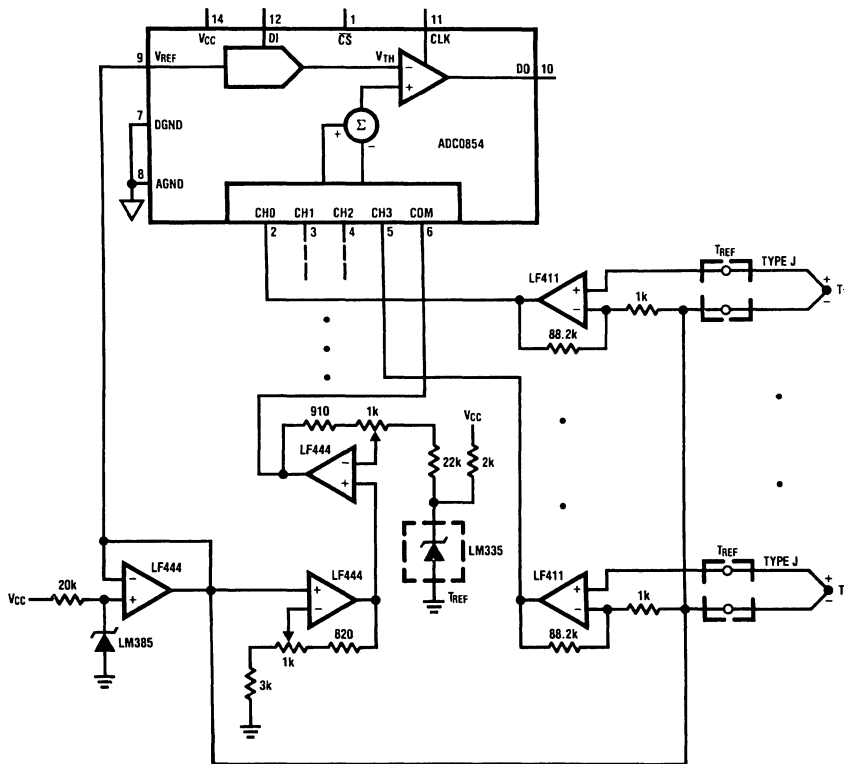 14
12
1
11
VCC
DI
CS
CLK
9
VREF
VTH
−
+
DO
10
7
DGND
+
Σ
−
ADC0854
8
AGND
CH0
CH1
CH2
CH3
COM
2
3
4
5
6
TREF
TYPE J
LF411
+
−
1k
+
−
88.2k
910
1k
VCC
LF444
−
+
22k
2k
LM335
TREF
LF411
+
−
1k
TREF
TYPE J
+
−
88.2k
VCC
20k
−
+
LF444
LM385
+
−
LF444
1k
820
3k